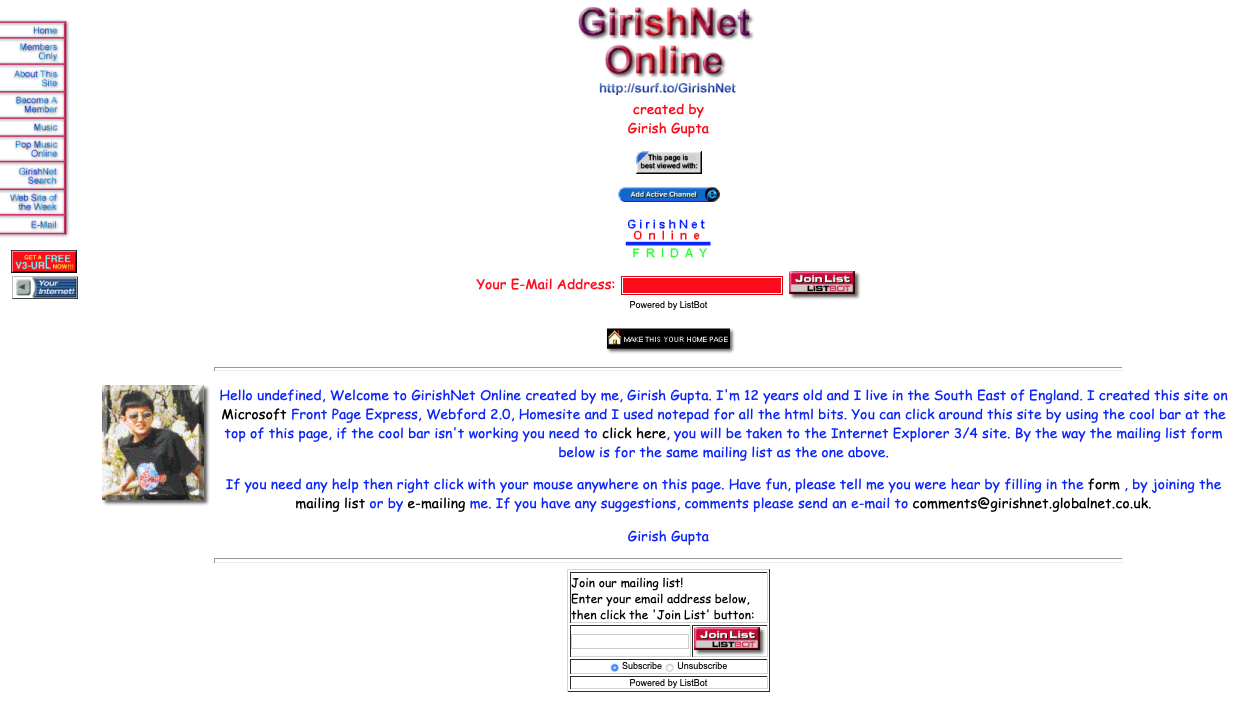 Home
Members
Only
About This
Site
Become A
Member
Music
Pop Music
Online
GirishNet
Search
Web Site of
the Week
E-Mail
GET A FREE
V3-URL NOW!!!
Your
Internet!
GirishNet
Online
http://surf.to/GirishNet
created by
Girish Gupta
This page is
best viewed with:
Add Active Channel
GirishNet
Online
FRIDAY
Your E-Mail Address:
Join List
LISTBOT
Powered by ListBot
MAKE THIS YOUR HOME PAGE
Hello undefined, Welcome to GirishNet Online created by me, Girish Gupta. I'm 12 years old and I live in the South East of England. I created this site on
Microsoft Front Page Express, Webford 2.0, Homesite and I used notepad for all the html bits. You can click around this site by using the cool bar at the
top of this page, if the cool bar isn't working you need to click here, you will be taken to the Internet Explorer 3/4 site. By the way the mailing list form
below is for the same mailing list as the one above.
If you need any help then right click with your mouse anywhere on this page. Have fun, please tell me you were hear by filling in the form , by joining the
mailing list or by e-mailing me. If you have any suggestions, comments please send an e-mail to comments@girishnet.globalnet.co.uk.
Girish Gupta
Join our mailing list!
Enter your email address below,
then click the 'Join List' button:
Join List
LISTBOT
Subscribe Unsubscribe
Powered by ListBot